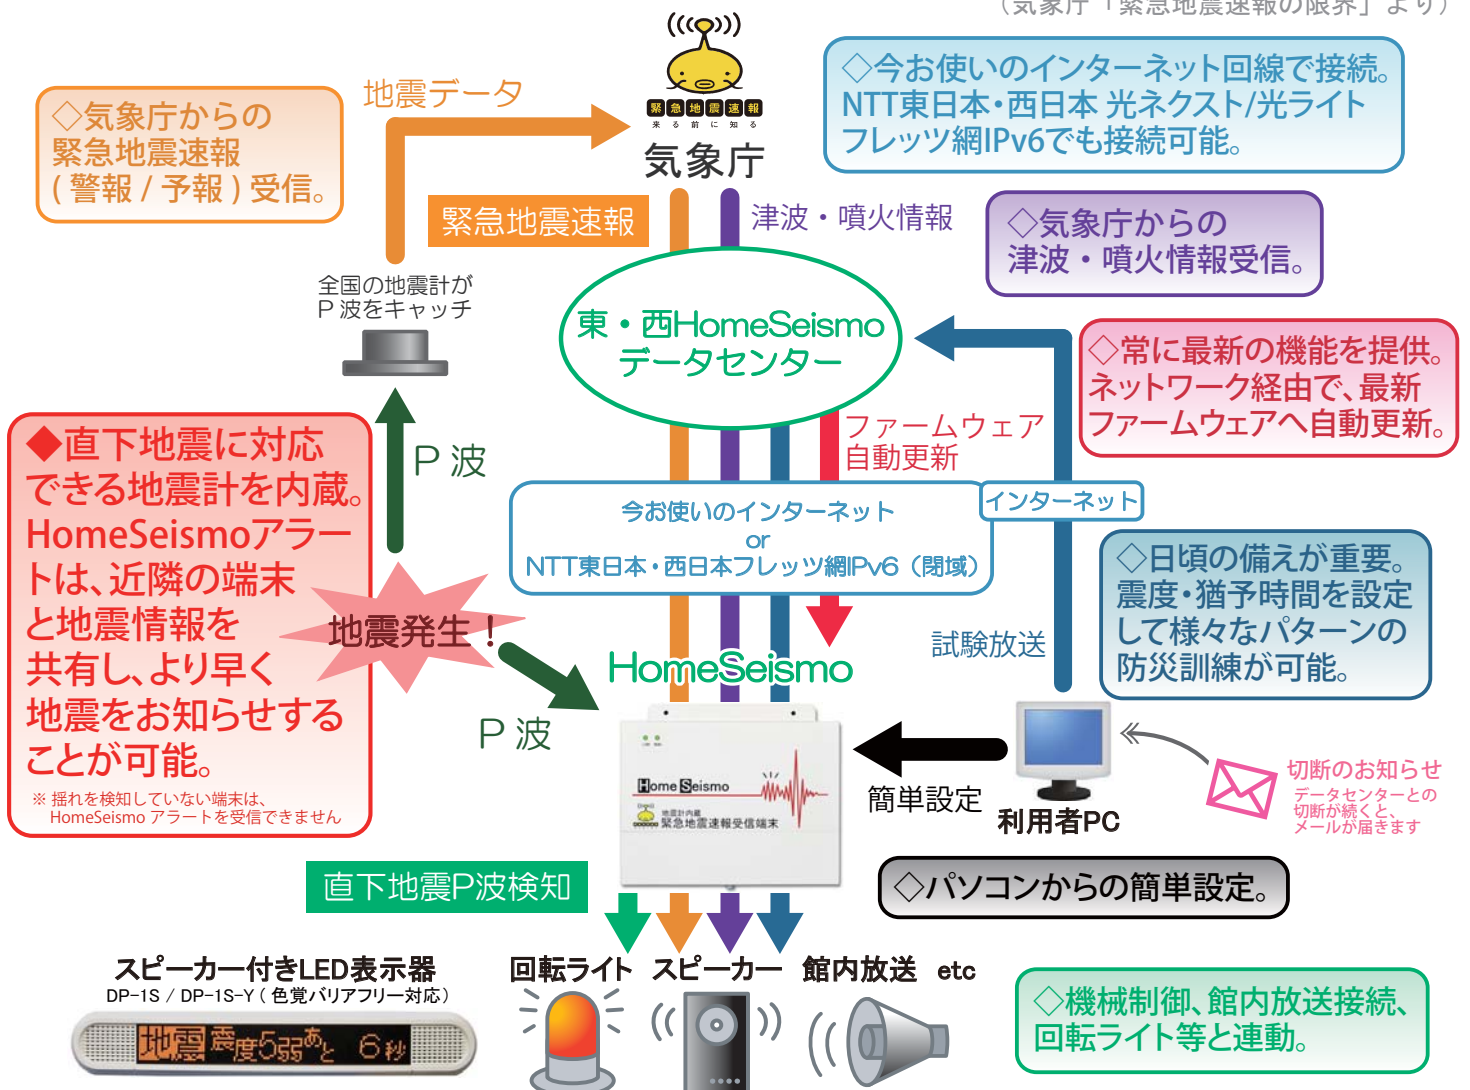 （気象庁「緊急地震速報の限界」より）
◇気象庁からの
緊急地震速報
( 警報 / 予報 ) 受信。
地震データ
緊急地震速報
来る前に知る
気象庁
◇今お使いのインターネット回線で接続。
NTT東日本・西日本 光ネクスト/光ライト
フレッツ網IPv6でも接続可能。
緊急地震速報
津波・噴火情報
◇気象庁からの
津波・噴火情報受信。
全国の地震計が
P 波をキャッチ
東・西HomeSeismo
データセンター
◇常に最新の機能を提供。
ネットワーク経由で、最新
ファームウェアへ自動更新。
◆直下地震に対応
できる地震計を内蔵。
HomeSeismoアラー
トは、近隣の端末
と地震情報を
共有し、より早く
地震をお知らせする
ことが可能。
※ 揺れを検知していない端末は、
HomeSeismo アラートを受信できません
P 波
ファームウェア
自動更新
今お使いのインターネット
or
NTT東日本・西日本フレッツ網IPv6（閉域）
インターネット
◇日頃の備えが重要。
震度・猶予時間を設定
して様々なパターンの
防災訓練が可能。
地震発生！
試験放送
HomeSeismo
P 波
Home Seismo
地震計内蔵
緊急地震速報受信端末
簡単設定
利用者PC
切断のお知らせ
データセンターとの
切断が続くと、
メールが届きます
直下地震P波検知
◇パソコンからの簡単設定。
スピーカー付きLED表示器
DP-1S / DP-1S-Y ( 色覚バリアフリー対応）
地震 震度5弱あと 6秒
回転ライト スピーカー 館内放送 etc
◇機械制御、館内放送接続、
回転ライト等と連動。